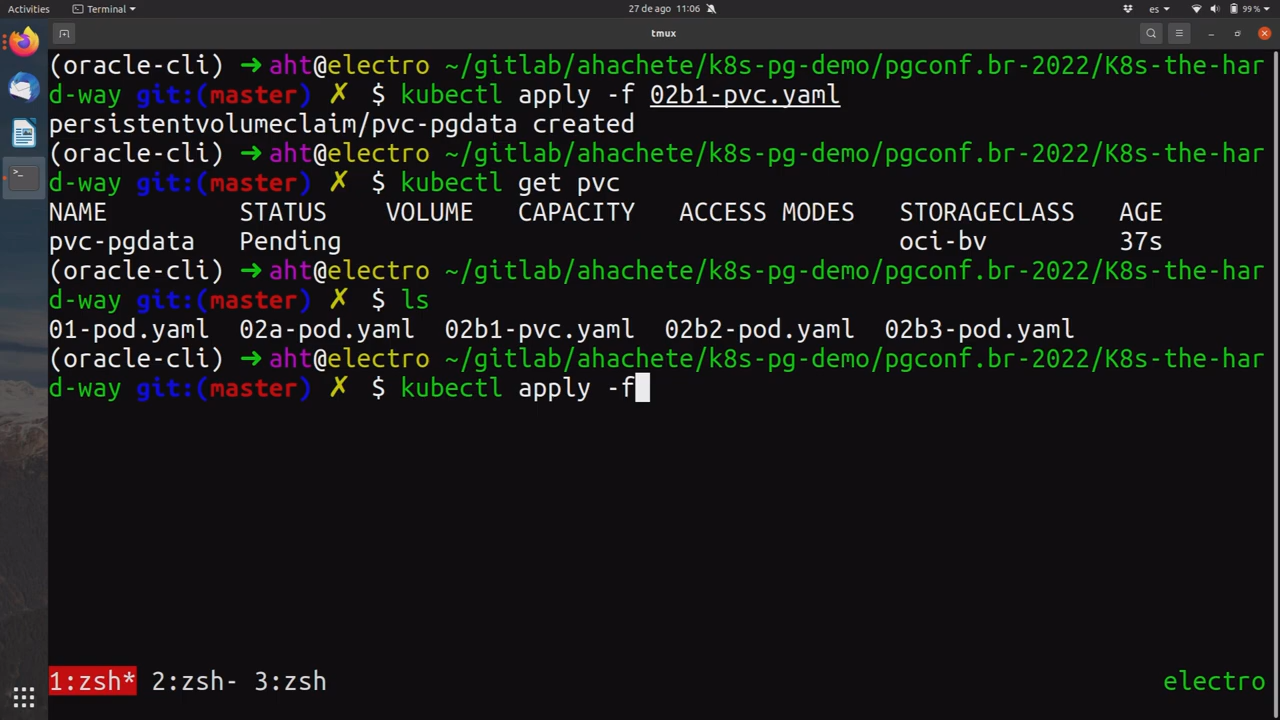 Activities Terminal 27 de ago 11:06 es 99 %
tmux
(oracle-cli) ➜ aht@electro ~/gitlab/ahachete/k8s-pg-demo/pgconf.br-2022/K8s-the-har
d-way git:(master) ✗ $ kubectl apply -f 02b1-pvc.yaml
persistentvolumeclaim/pvc-pgdata created
(oracle-cli) ➜ aht@electro ~/gitlab/ahachete/k8s-pg-demo/pgconf.br-2022/K8s-the-har
d-way git:(master) ✗ $ kubectl get pvc
NAME STATUS VOLUME CAPACITY ACCESS MODES STORAGECLASS AGE
pvc-pgdata Pending oci-bv 37s
(oracle-cli) ➜ aht@electro ~/gitlab/ahachete/k8s-pg-demo/pgconf.br-2022/K8s-the-har
d-way git:(master) ✗ $ ls
01-pod.yaml 02a-pod.yaml 02b1-pvc.yaml 02b2-pod.yaml 02b3-pod.yaml
(oracle-cli) ➜ aht@electro ~/gitlab/ahachete/k8s-pg-demo/pgconf.br-2022/K8s-the-har
d-way git:(master) ✗ $ kubectl apply -f
1:zsh* 2:zsh- 3:zsh electro